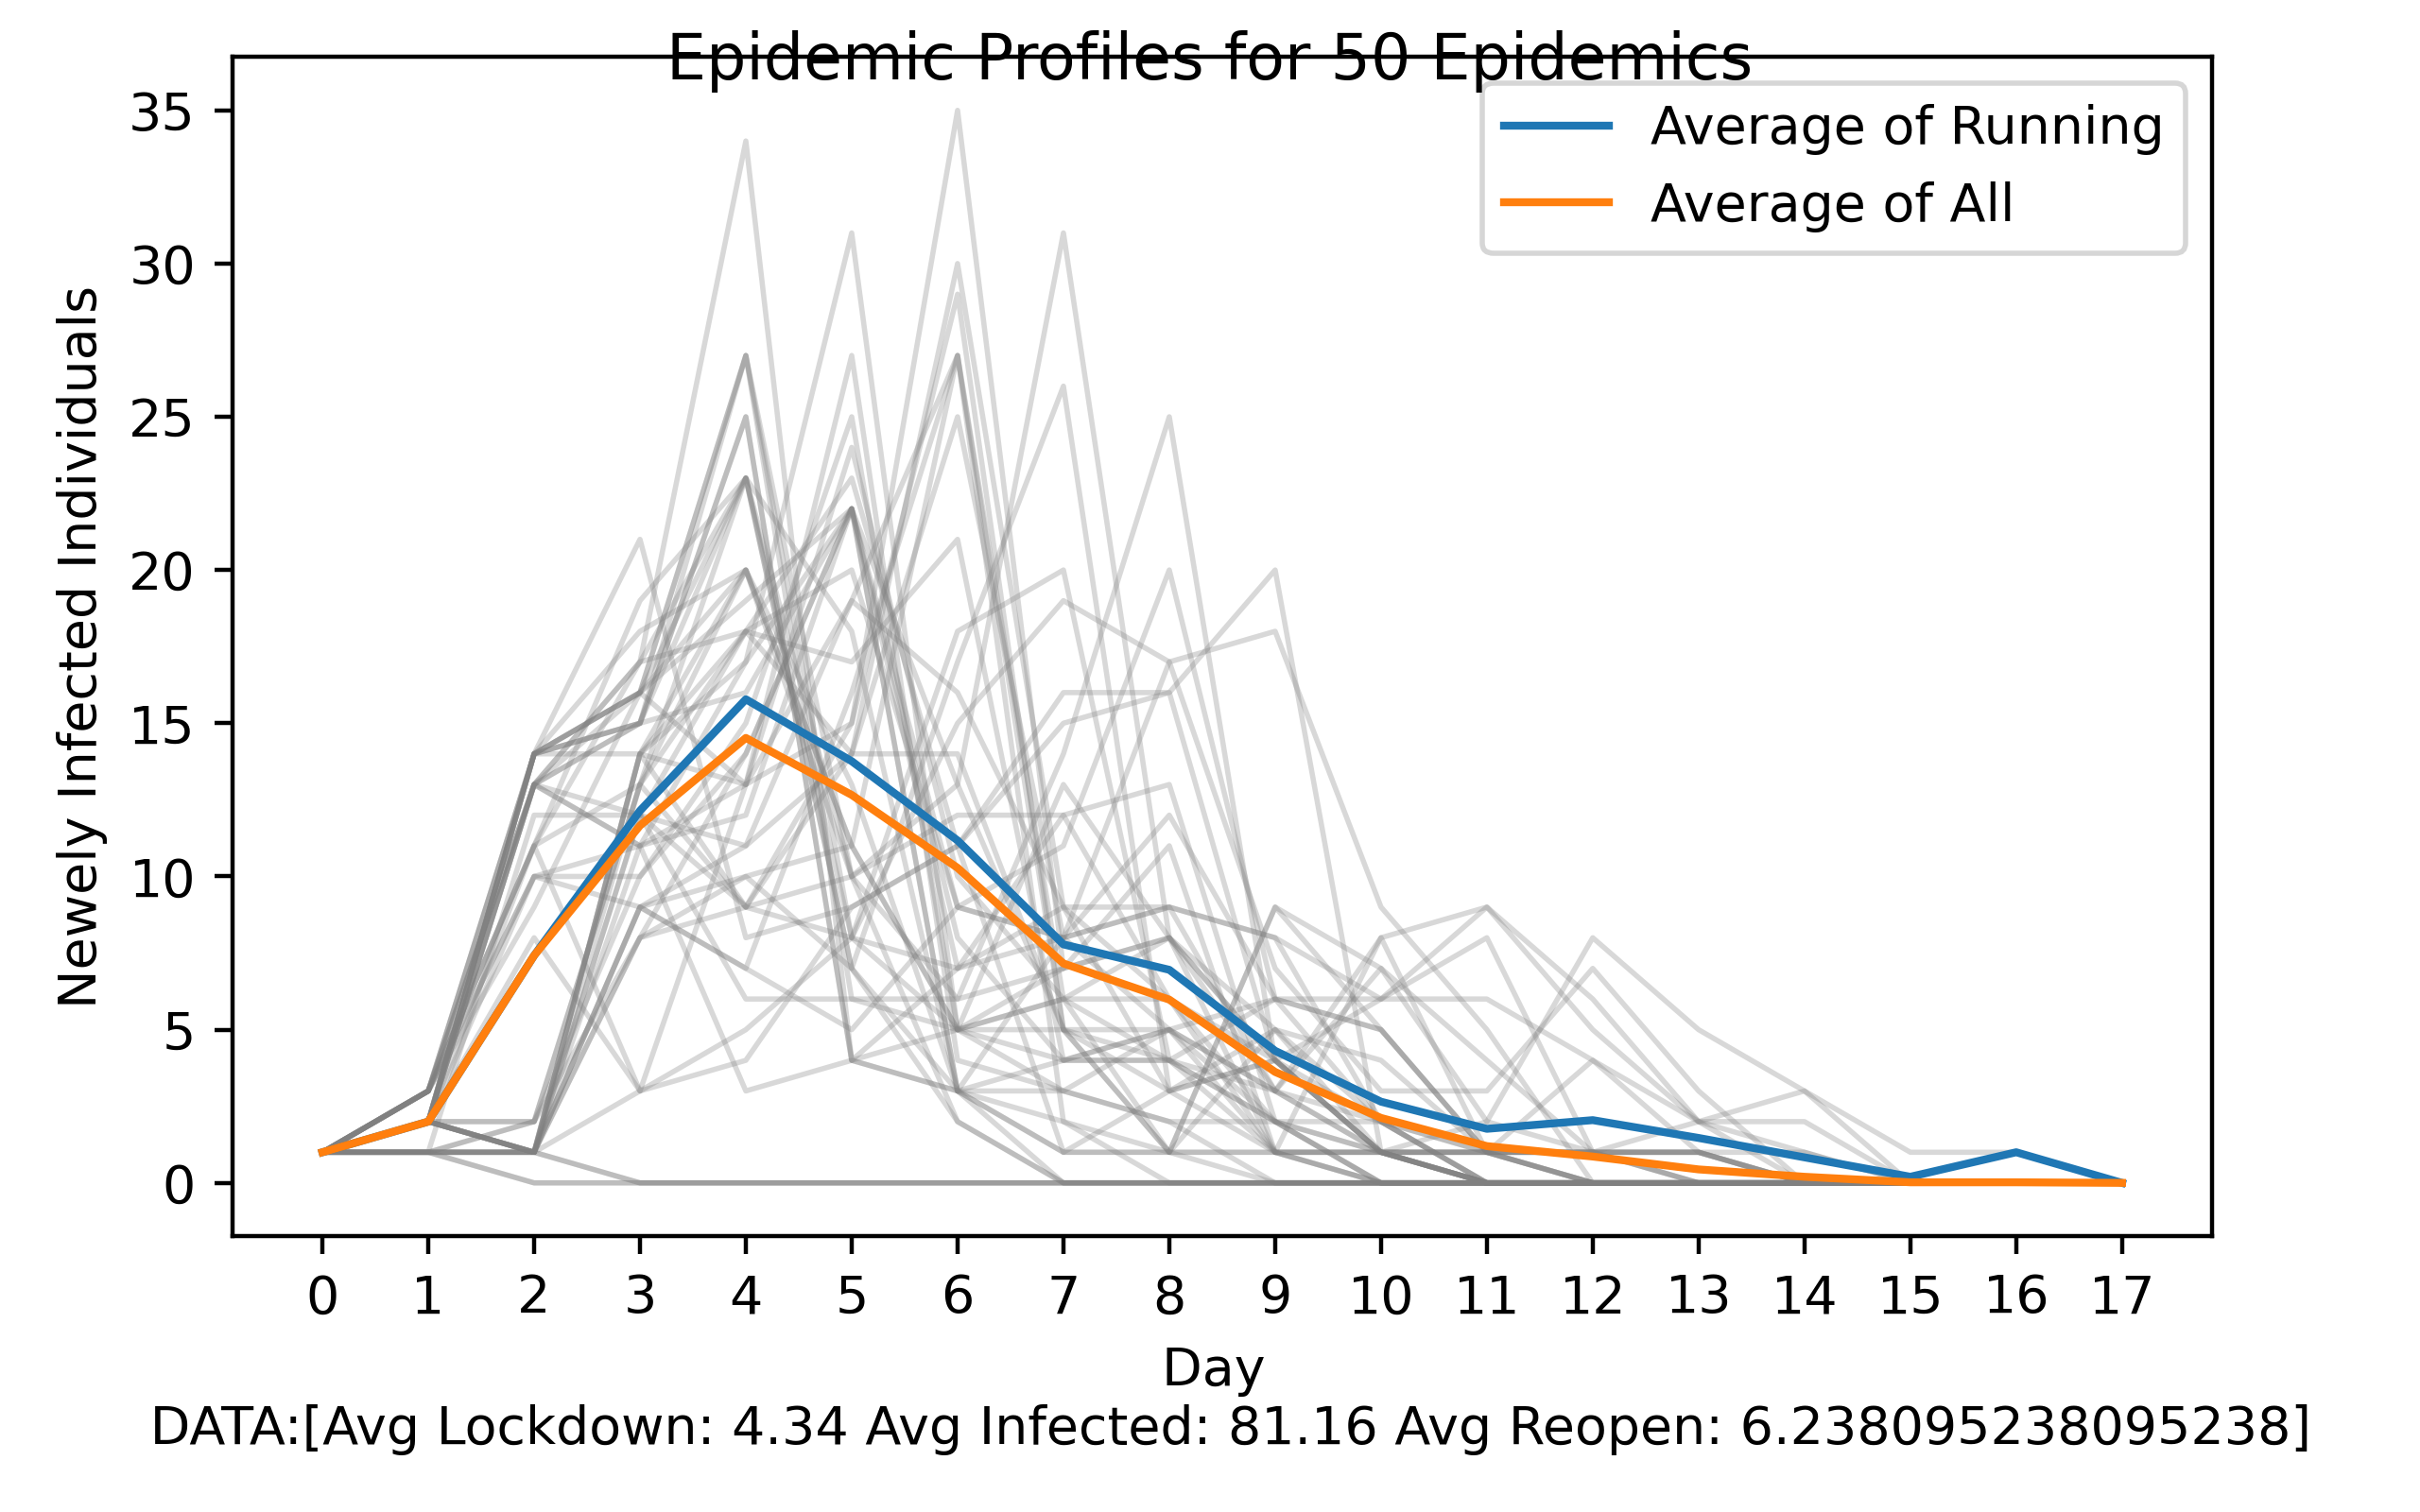 Epidemic Profiles for 50 Epidemics
Average of Running
Average of All
Newly Infected Individuals
35
30
25
20
15
10
5
0
0 1 2 3 4 5 6 7 8 9 10 11 12 13 14 15 16 17
Day
DATA:[Avg Lockdown: 4.34 Avg Infected: 81.16 Avg Reopen: 6.238095238095238]